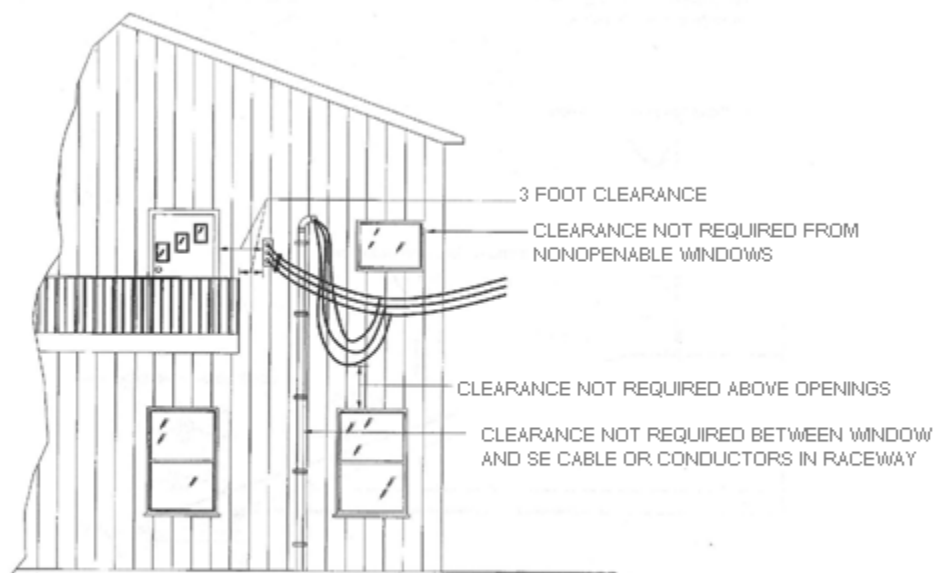 3 FOOT CLEARANCE
CLEARANCE NOT REQUIRED FROM
NONOPENABLE WINDOWS
CLEARANCE NOT REQUIRED ABOVE OPENINGS
CLEARANCE NOT REQUIRED BETWEEN WINDOW
AND SE CABLE OR CONDUCTORS IN RACEWAY